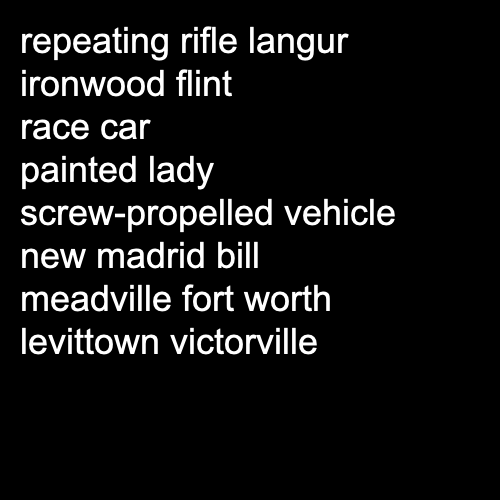 repeating rifle langur
ironwood flint
race car
painted lady
screw-propelled vehicle
new madrid bill
meadville fort worth
levittown victorville